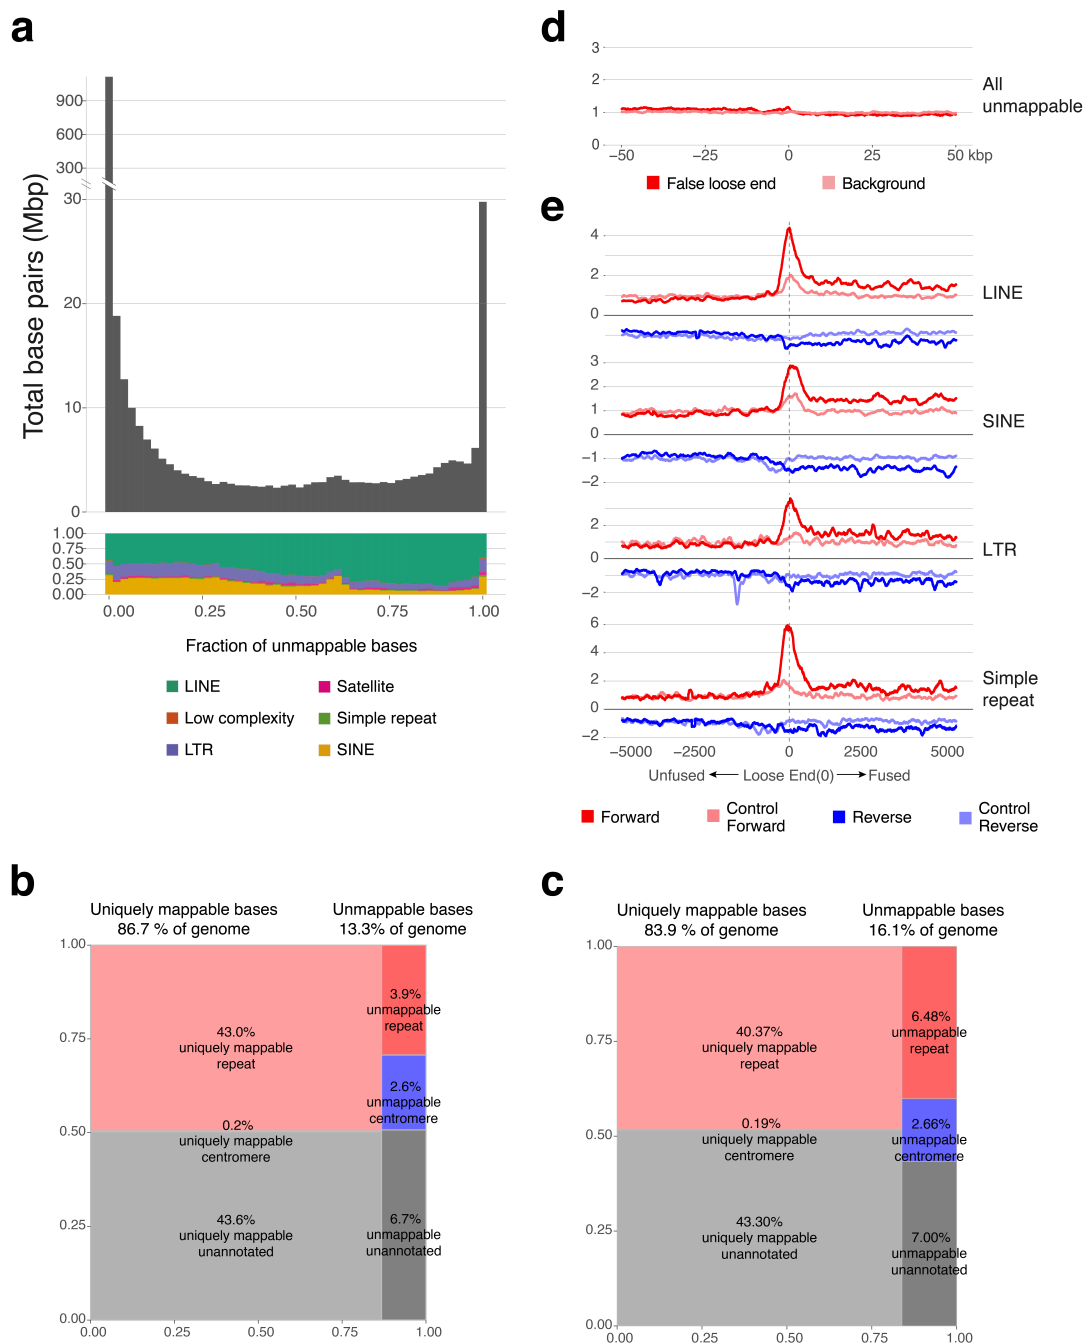 a
Total base pairs (Mbp)
900
600
300
30
20
10
0
1.00
0.75
0.50
0.25
0.00
0.00
0.25
0.50
0.75
1.00
Fraction of unmappable bases
LINE
Satellite
Low complexity
Simple repeat
LTR
SINE
d
3
2
1
0
−50
−25
0
25
50 kbp
All
unmappable
False loose end
Background
e
4
2
0
LINE
3
2
1
0
−1
−2
SINE
2
0
−2
LTR
6
4
2
0
−2
Simple
repeat
−5000
−2500
0
2500
5000
Unfused
Loose End(0)
Fused
Forward
Control
Forward
Reverse
Control
Reverse
b
Uniquely mappable bases
86.7 % of genome
Unmappable bases
13.3% of genome
1.00
0.75
0.50
0.25
0.00
43.0%
uniquely mappable
repeat
0.2%
uniquely mappable
centromere
43.6%
uniquely mappable
unannotated
3.9%
unmappable
repeat
2.6%
unmappable
centromere
6.7%
unmappable
unannotated
0.00
0.25
0.50
0.75
1.00
c
Uniquely mappable bases
83.9 % of genome
Unmappable bases
16.1% of genome
1.00
0.75
0.50
0.25
0.00
40.37%
uniquely mappable
repeat
0.19%
uniquely mappable
centromere
43.30%
uniquely mappable
unannotated
6.48%
unmappable
repeat
2.66%
unmappable
centromere
7.00%
unmappable
unannotated
0.00
0.25
0.50
0.75
1.00